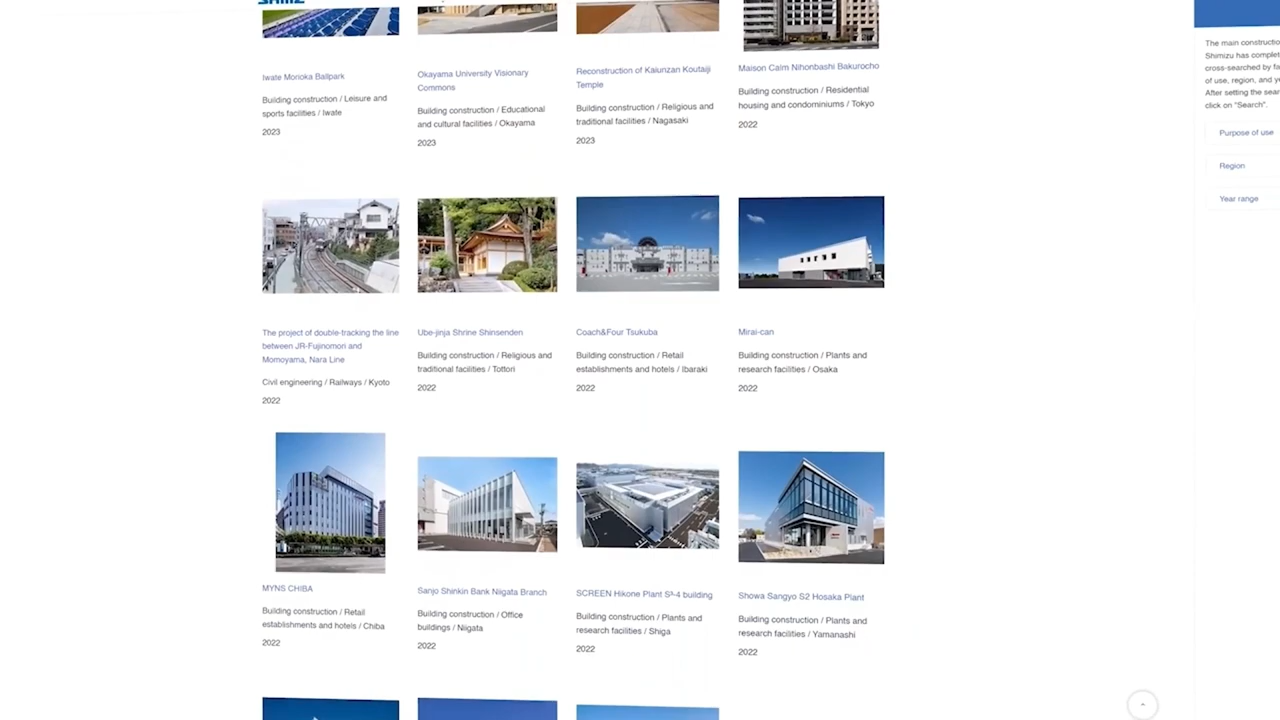 Iwate Morioka Ballpark
Building construction / Leisure and
sports facilities / Iwate
2023
Okayama University Visionary
Commons
Building construction / Educational
and cultural facilities / Okayama
2023
Reconstruction of Kaiunzan Koutaiji
Temple
Building construction / Religious and
traditional facilities / Nagasaki
2023
Maison Calm Nihonbashi Bakurocho
Building construction / Residential
housing and condominiums / Tokyo
2022
The project of double-tracking the line
between JR-Fujinomori and
Momoyama, Nara Line
Civil engineering / Railways / Kyoto
2022
Ube-jinja Shrine Shinsenden
Building construction / Religious and
traditional facilities / Tottori
2022
Coach&Four Tsukuba
Building construction / Retail
establishments and hotels / Ibaraki
2022
Mirai-can
Building construction / Plants and
research facilities / Osaka
2022
MYNS CHIBA
Building construction / Retail
establishments and hotels / Chiba
2022
Sanjo Shinkin Bank Niigata Branch
Building construction / Office
buildings / Niigata
2022
SCREEN Hikone Plant S³-4 building
Building construction / Plants and
research facilities / Shiga
2022
Showa Sangyo S2 Hosaka Plant
Building construction / Plants and
research facilities / Yamanashi
2022
The main constructio
Shimizu has complet
cross-searched by fa
of use, region, and ye
After setting the sear
click on "Search".
Purpose of use
Region
Year range